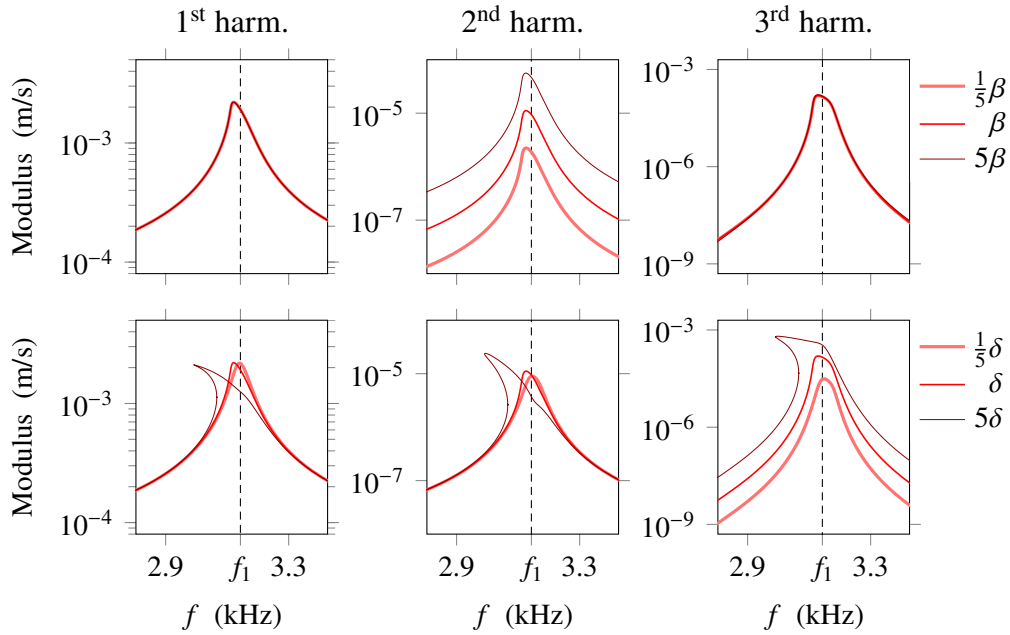 1st harm.
2nd harm.
3rd harm.
Modulus (m/s)
10−3
10−4
10−5
10−7
10−3
10−6
10−9
1/5 β
β
5β
Modulus (m/s)
10−3
10−4
10−5
10−7
10−3
10−6
10−9
1/5 δ
δ
5δ
2.9 f1 3.3
2.9 f1 3.3
2.9 f1 3.3
f (kHz)
f (kHz)
f (kHz)